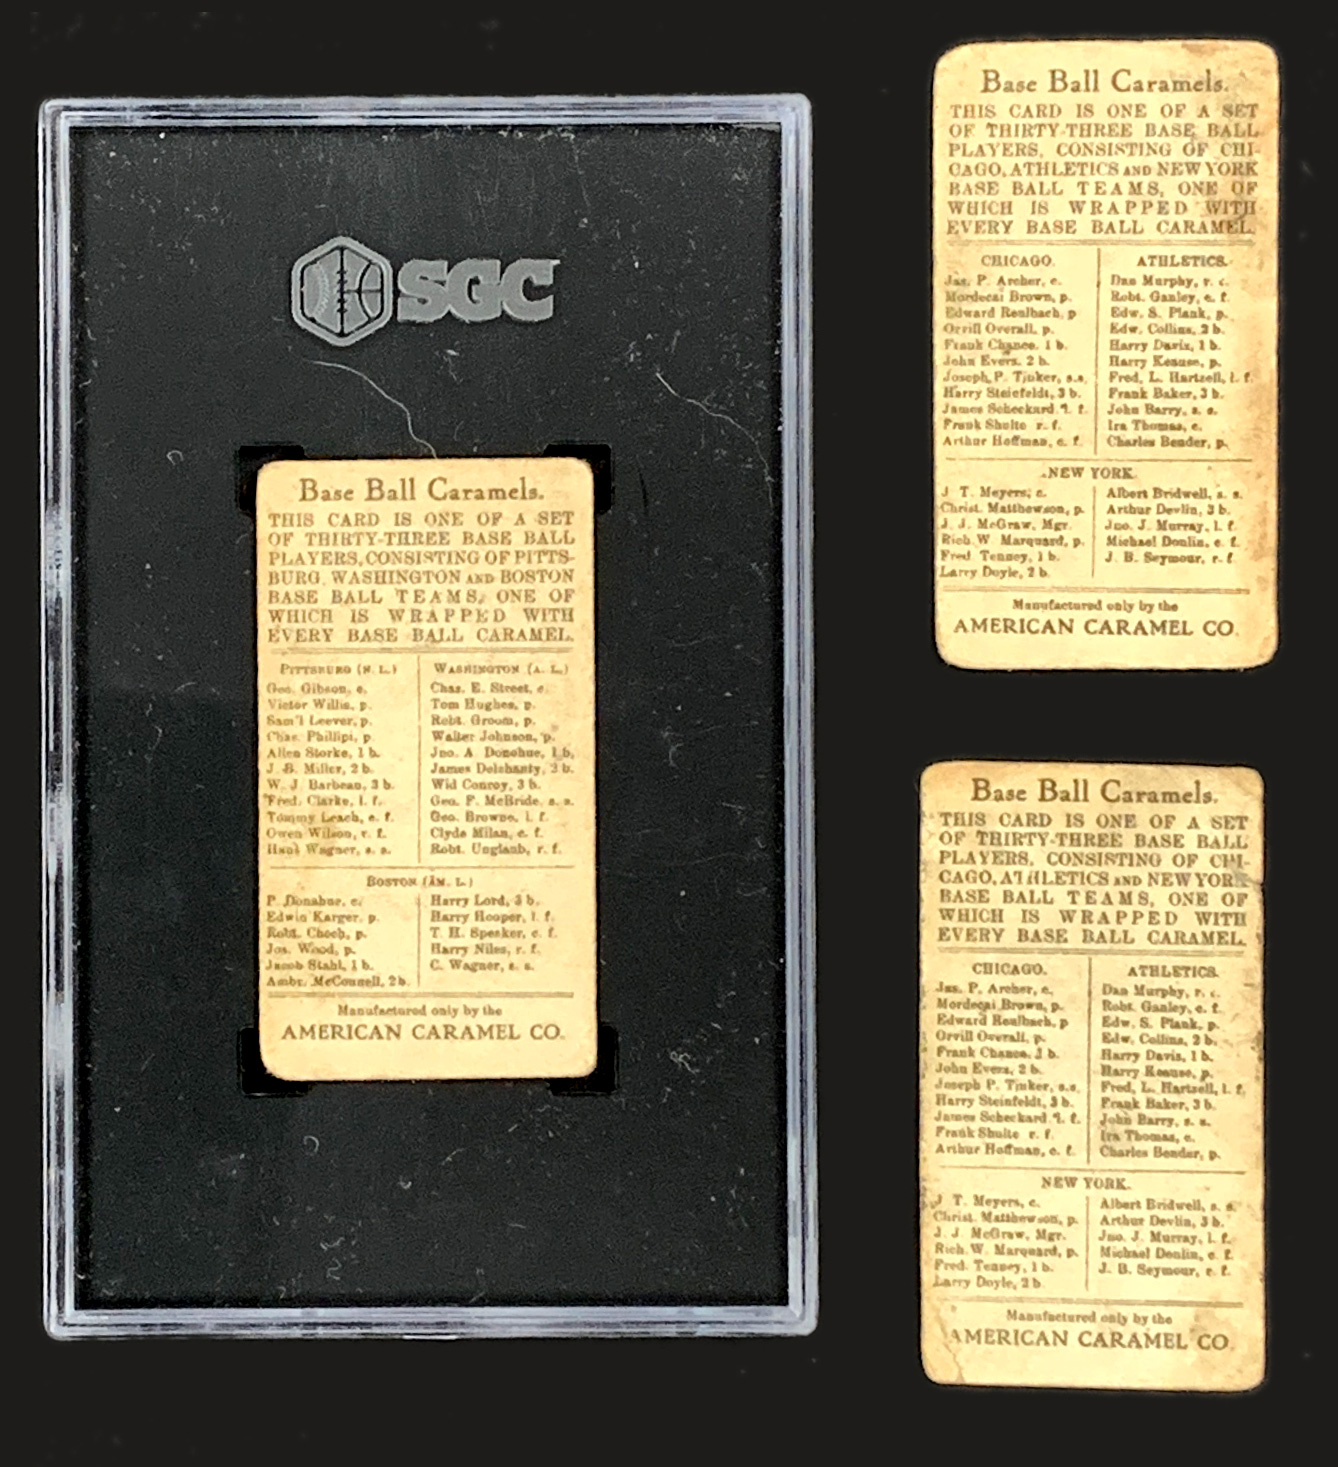 SGC
Base Ball Caramels.
THIS CARD IS ONE OF A SET
OF THIRTY-THREE BASE BALL
PLAYERS, CONSISTING OF PITTS-
BURG, WASHINGTON AND BOSTON
BASE BALL TEAMS, ONE OF
WHICH IS WRAPPED WITH
EVERY BASE BALL CARAMEL.
PITTSBURG (N. L.)
Geo. Gibson, c.
Victor Willis, p.
Sam'l Leever, p.
Chas. Phillipi, p.
Allen Storke, 1 b.
J. B. Miller, 2 b.
W. J. Barbeau, 3 b.
Fred. Clarke, l. f.
Tommy Leach, c. f.
Owen Wilson, r. f.
Hans Wagner, s. s.
WASHINGTON (A. L.)
Chas. E. Street, c.
Tom Hughes, p.
Robt. Groom, p.
Walter Johnson, p.
Jno. A. Donohue, 1 b.
James Delehanty, 2 b.
Wid Conroy, 3 b.
Geo. F. McBride, s. s.
Geo. Browne, l. f.
Clyde Milan, c. f.
Robt. Unglaub, r. f.
BOSTON (AM. L.)
P. Donahue, c.
Edwin Karger, p.
Robt. Chech, p.
Jos. Wood, p.
Jacob Stahl, 1 b.
Ambr. McConnell, 2 b.
Harry Lord, 3 b.
Harry Hooper, l. f.
T. H. Speaker, c. f.
Harry Niles, r. f.
C. Wagner, s. s.
Manufactured only by the
AMERICAN CARAMEL CO.
Base Ball Caramels.
THIS CARD IS ONE OF A SET
OF THIRTY-THREE BASE BALL
PLAYERS, CONSISTING OF CHI-
CAGO, ATHLETICS AND NEW YORK
BASE BALL TEAMS, ONE OF
WHICH IS WRAPPED WITH
EVERY BASE BALL CARAMEL.
CHICAGO.
Jas. P. Archer, c.
Mordecai Brown, p.
Edward Reulbach, p
Orvill Overall, p.
Frank Chance, 1 b.
John Evers, 2 b.
Joseph P. Tinker, s.s.
Harry Steinfeldt, 3 b.
James Scheckard l. f.
Frank Shulte r. f.
Arthur Hoffman, c. f.
ATHLETICS.
Dan Murphy, r. c.
Robt. Ganley, c. f.
Edw. S. Plank, p.
Edw. Collins, 2 b.
Harry Davis, 1 b.
Harry Krause, p.
Fred. L. Hartzell, l. f.
Frank Baker, 3 b.
John Barry, s. s.
Ira Thomas, c.
Charles Bender, p.
NEW YORK.
J. T. Meyers, c.
Christ. Matthewson, p.
J. J. McGraw, Mgr.
Rich. W. Marquard, p.
Fred. Tenney, 1 b.
Larry Doyle, 2 b.
Albert Bridwell, s. s.
Arthur Devlin, 3 b.
Jno. J. Murray, l. f.
Michael Donlin, c. f.
J. B. Seymour, r. f.
Manufactured only by the
AMERICAN CARAMEL CO.
Base Ball Caramels.
THIS CARD IS ONE OF A SET
OF THIRTY-THREE BASE BALL
PLAYERS, CONSISTING OF CHI-
CAGO, ATHLETICS AND NEW YORK
BASE BALL TEAMS, ONE OF
WHICH IS WRAPPED WITH
EVERY BASE BALL CARAMEL.
CHICAGO.
Jas. P. Archer, c.
Mordecai Brown, p.
Edward Reulbach, p
Orvill Overall, p.
Frank Chance, 1 b.
John Evers, 2 b.
Joseph P. Tinker, s.s.
Harry Steinfeldt, 3 b.
James Scheckard l. f.
Frank Shulte r. f.
Arthur Hoffman, c. f.
ATHLETICS.
Dan Murphy, r. c.
Robt. Ganley, c. f.
Edw. S. Plank, p.
Edw. Collins, 2 b.
Harry Davis, 1 b.
Harry Krause, p.
Fred. L. Hartzell, l. f.
Frank Baker, 3 b.
John Barry, s. s.
Ira Thomas, c.
Charles Bender, p.
NEW YORK.
J. T. Meyers, c.
Christ. Matthewson, p.
J. J. McGraw, Mgr.
Rich. W. Marquard, p.
Fred. Tenney, 1 b.
Larry Doyle, 2 b.
Albert Bridwell, s. s.
Arthur Devlin, 3 b.
Jno. J. Murray, l. f.
Michael Donlin, c. f.
J. B. Seymour, r. f.
Manufactured only by the
AMERICAN CARAMEL CO.